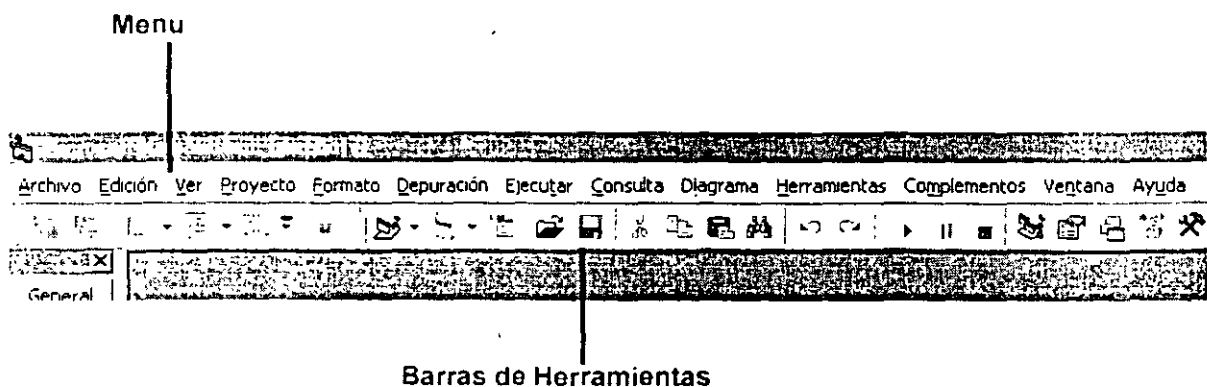 Menu
Archivo Edición Ver Proyecto Formato Depuración Ejecutar Consulta Diagrama Herramientas Complementos Ventana Ayuda
General
Barras de Herramientas